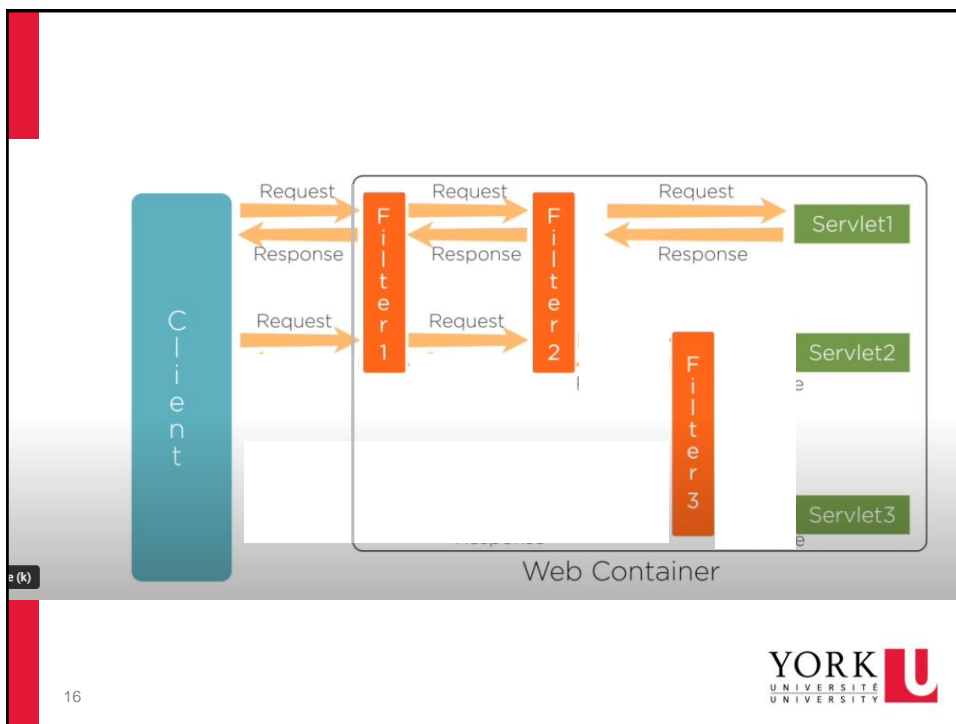 Request
Request
Request
Filter 1
Filter 2
Servlet1
Response
Response
Response
Client
Request
Request
Filter 3
Servlet2
e
Servlet3
Response
e
Web Container
e (k)
YORK U
UNIVERSITÉ
UNIVERSITY
16